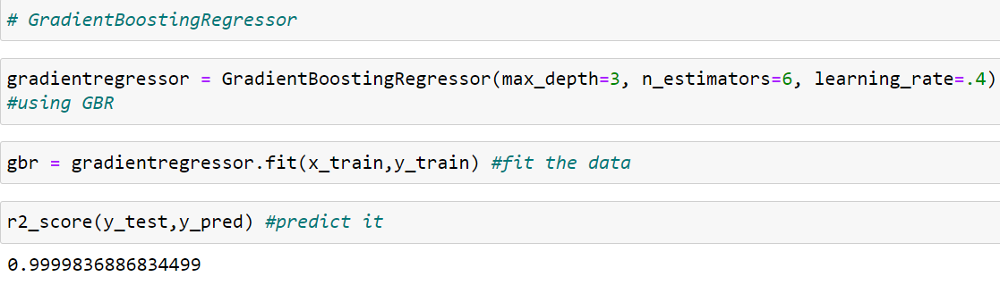 # GradientBoostingRegressor
gradientregressor = GradientBoostingRegressor(max_depth=3, n_estimators=6, learning_rate=.4)
#using GBR
gbr = gradientregressor.fit(x_train,y_train) #fit the data
r2_score(y_test,y_pred) #predict it
0.9999836886834499